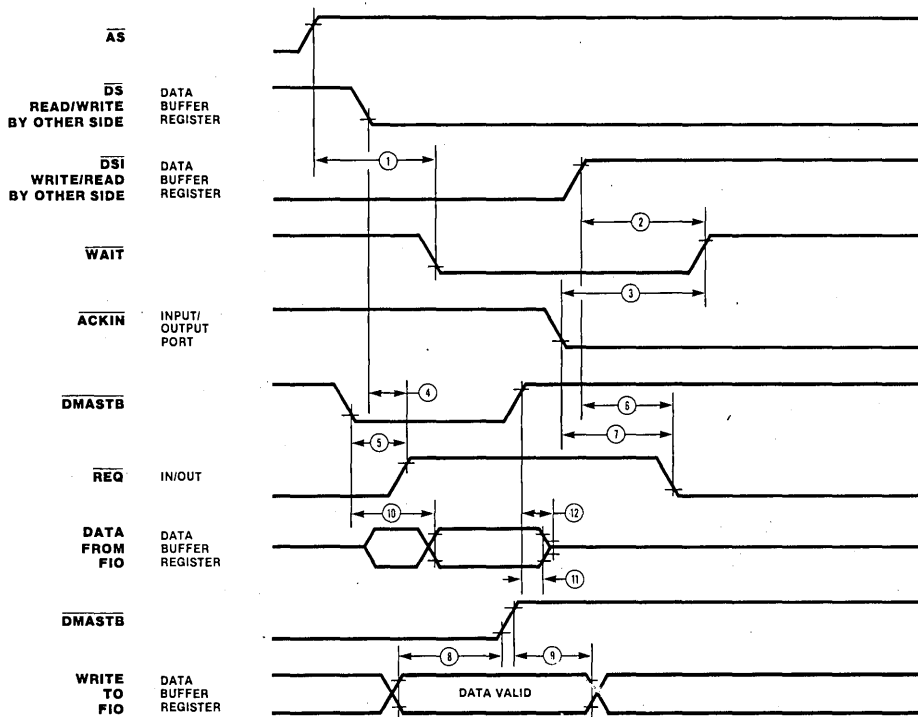 AS
DS DATA
READ/WRITE BUFFER
BY OTHER SIDE REGISTER
1
DSI DATA
WRITE/READ BUFFER
BY OTHER SIDE REGISTER
2
WAIT
3
ACKIN INPUT/
OUTPUT
PORT
4
DMASTB
6
7
5
REQ IN/OUT
10
12
DATA DATA
FROM BUFFER
FIO REGISTER
11
DMASTB
8
9
WRITE DATA
TO BUFFER DATA VALID
FIO REGISTER